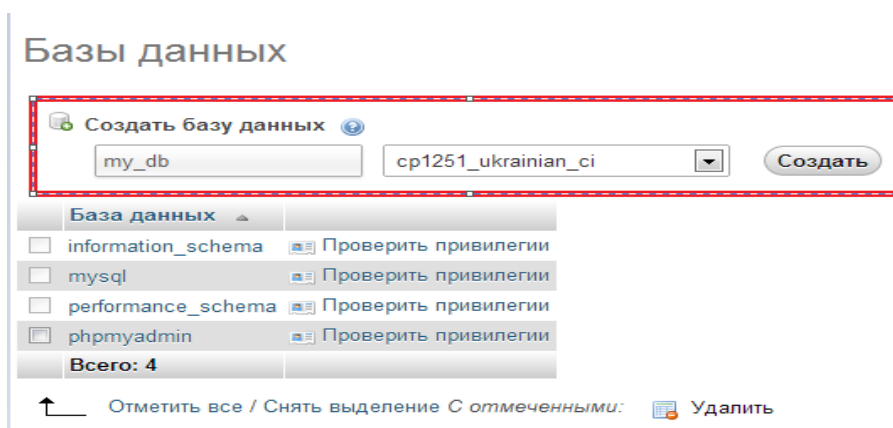 Базы данных
Создать базу данных
my_db cp1251_ukrainian_ci Создать
База данных
information_schema Проверить привилегии
mysql Проверить привилегии
performance_schema Проверить привилегии
phpmyadmin Проверить привилегии
Всего: 4
Отметить все / Снять выделение С отмеченными: Удалить